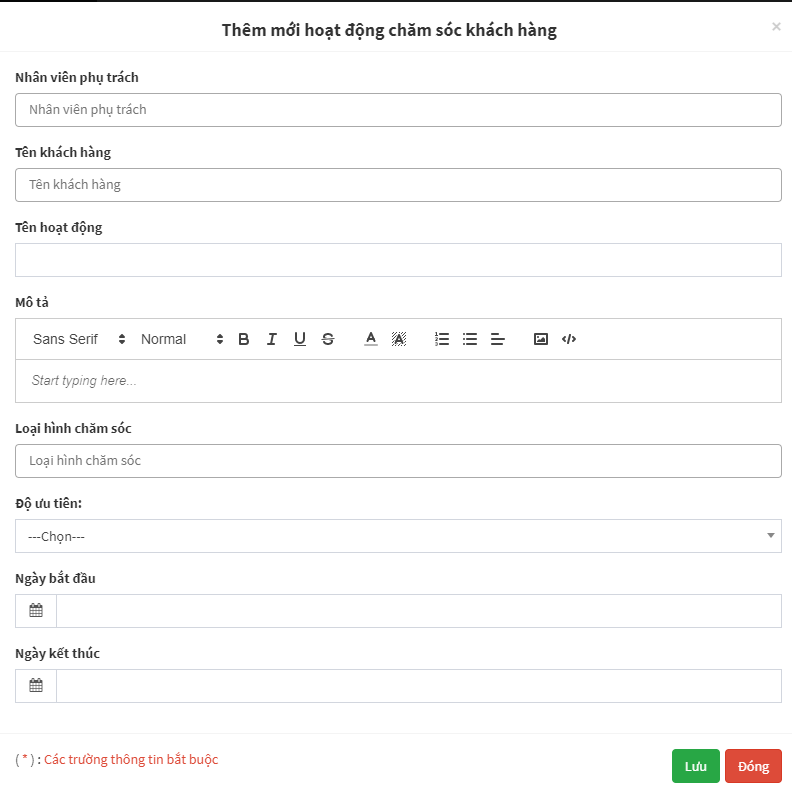 Thêm mới hoạt động chăm sóc khách hàng
×
Nhân viên phụ trách
Nhân viên phụ trách
Tên khách hàng
Tên khách hàng
Tên hoạt động
Mô tả
Sans Serif Normal B I U S A A
Start typing here...
Loại hình chăm sóc
Loại hình chăm sóc
Độ ưu tiên:
---Chọn---
Ngày bắt đầu
Ngày kết thúc
( * ) : Các trường thông tin bắt buộc
Lưu Đóng